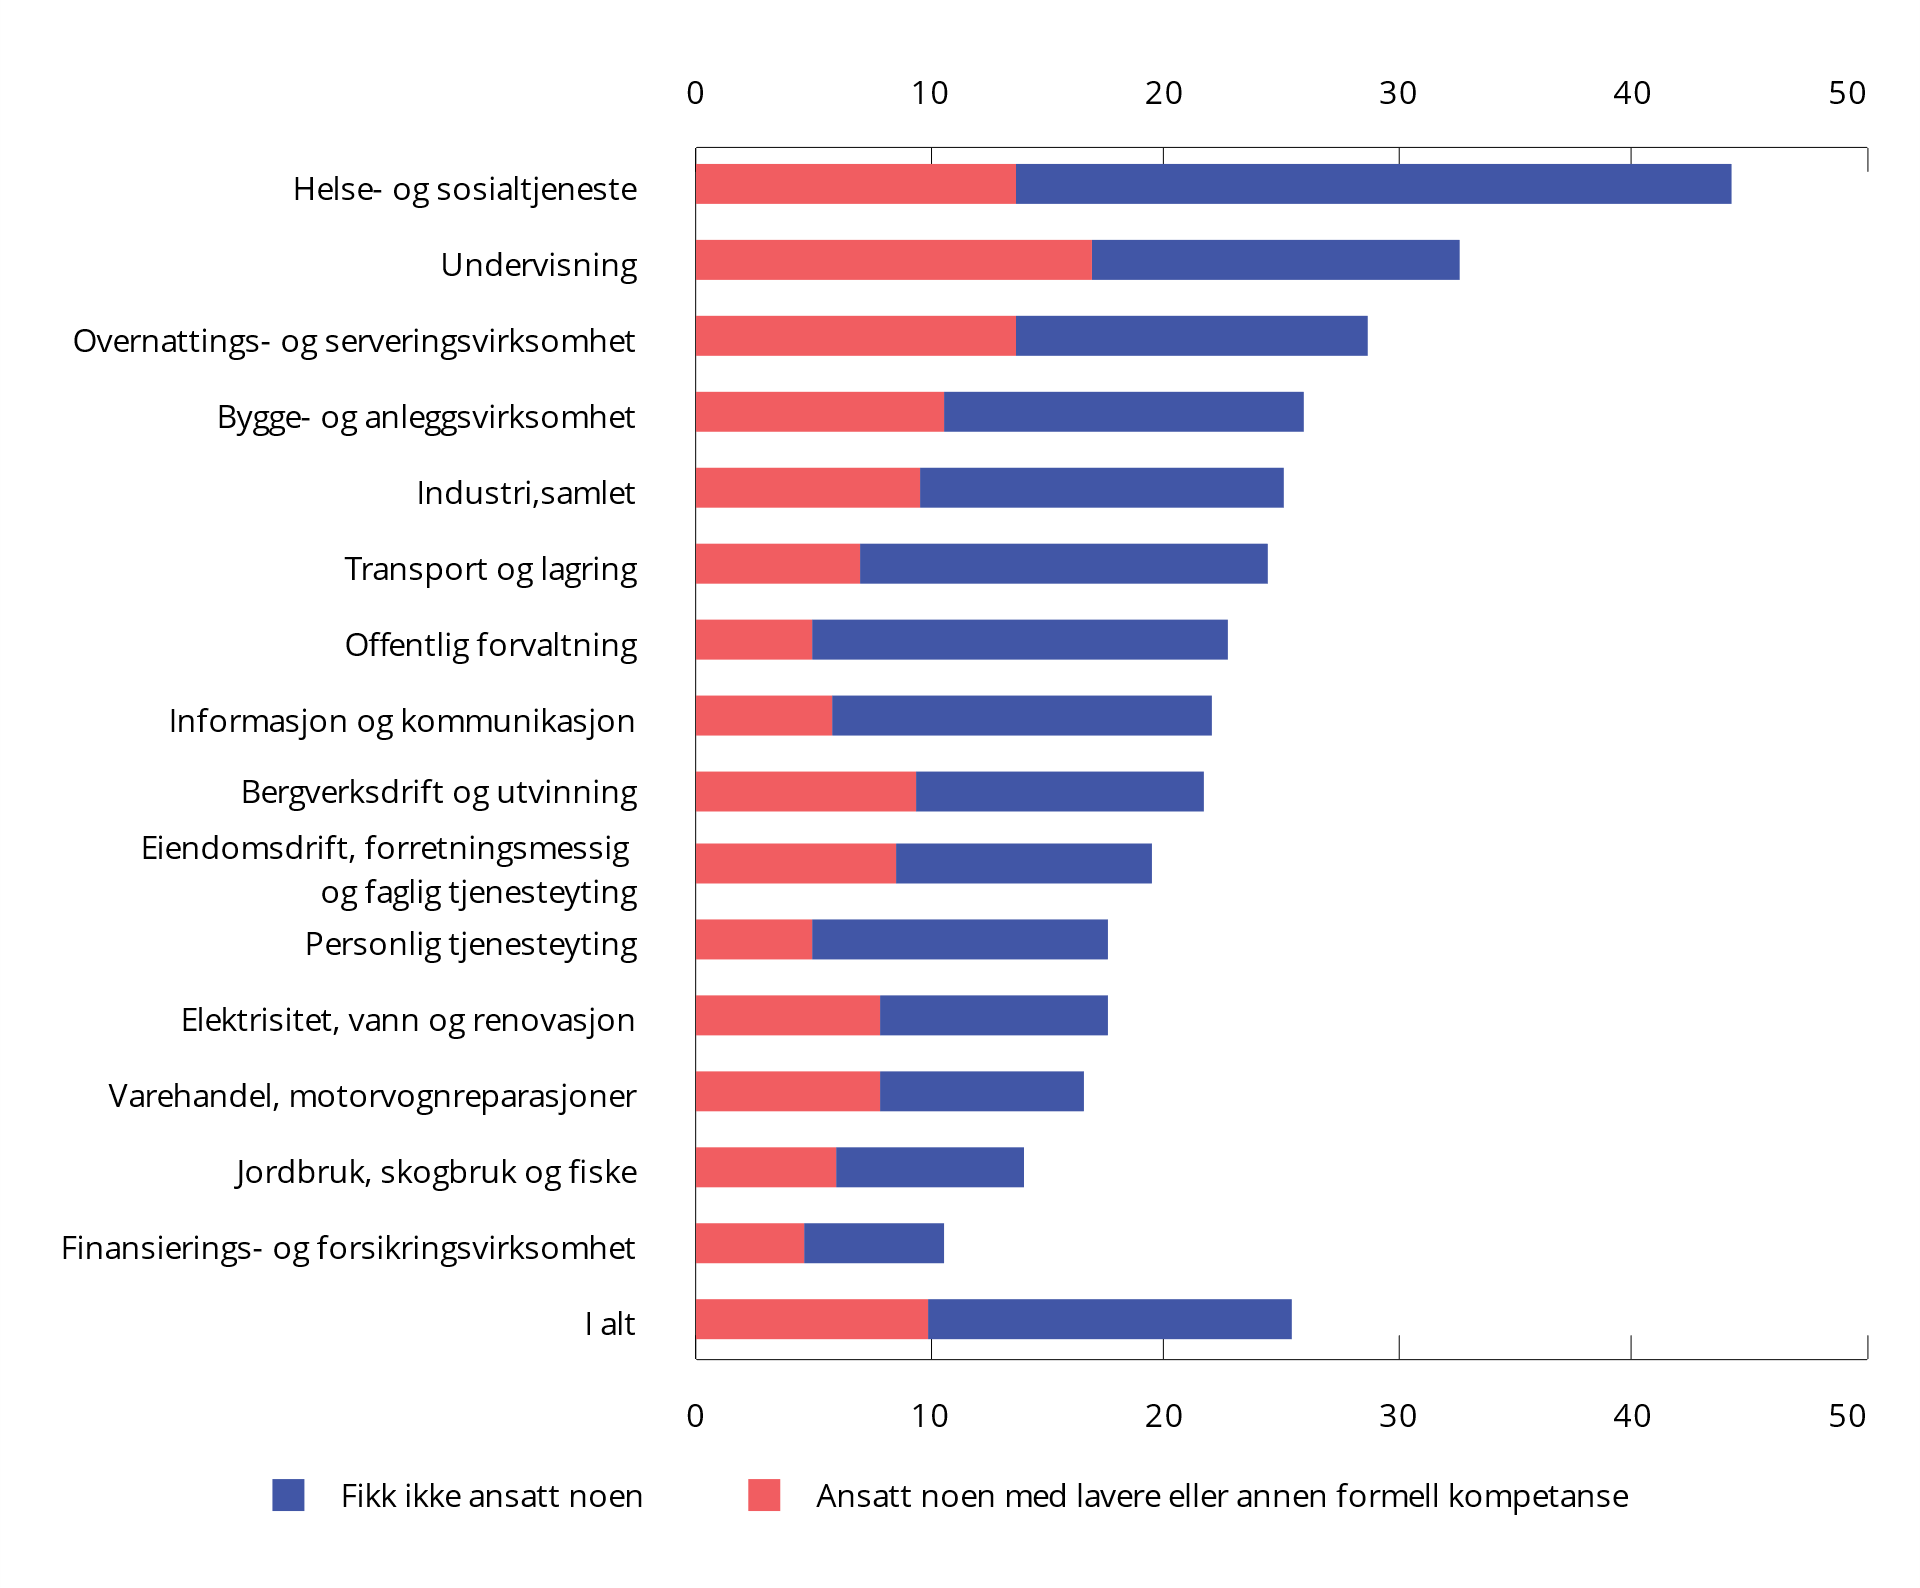 0 10 20 30 40 50
Helse- og sosialtjeneste
Undervisning
Overnattings- og serveringsvirksomhet
Bygge- og anleggsvirksomhet
Industri,samlet
Transport og lagring
Offentlig forvaltning
Informasjon og kommunikasjon
Bergverksdrift og utvinning
Eiendomsdrift, forretningsmessig
og faglig tjenesteyting
Personlig tjenesteyting
Elektrisitet, vann og renovasjon
Varehandel, motorvognreparasjoner
Jordbruk, skogbruk og fiske
Finansierings- og forsikringsvirksomhet
I alt
0 10 20 30 40 50
Fikk ikke ansatt noen Ansatt noen med lavere eller annen formell kompetanse